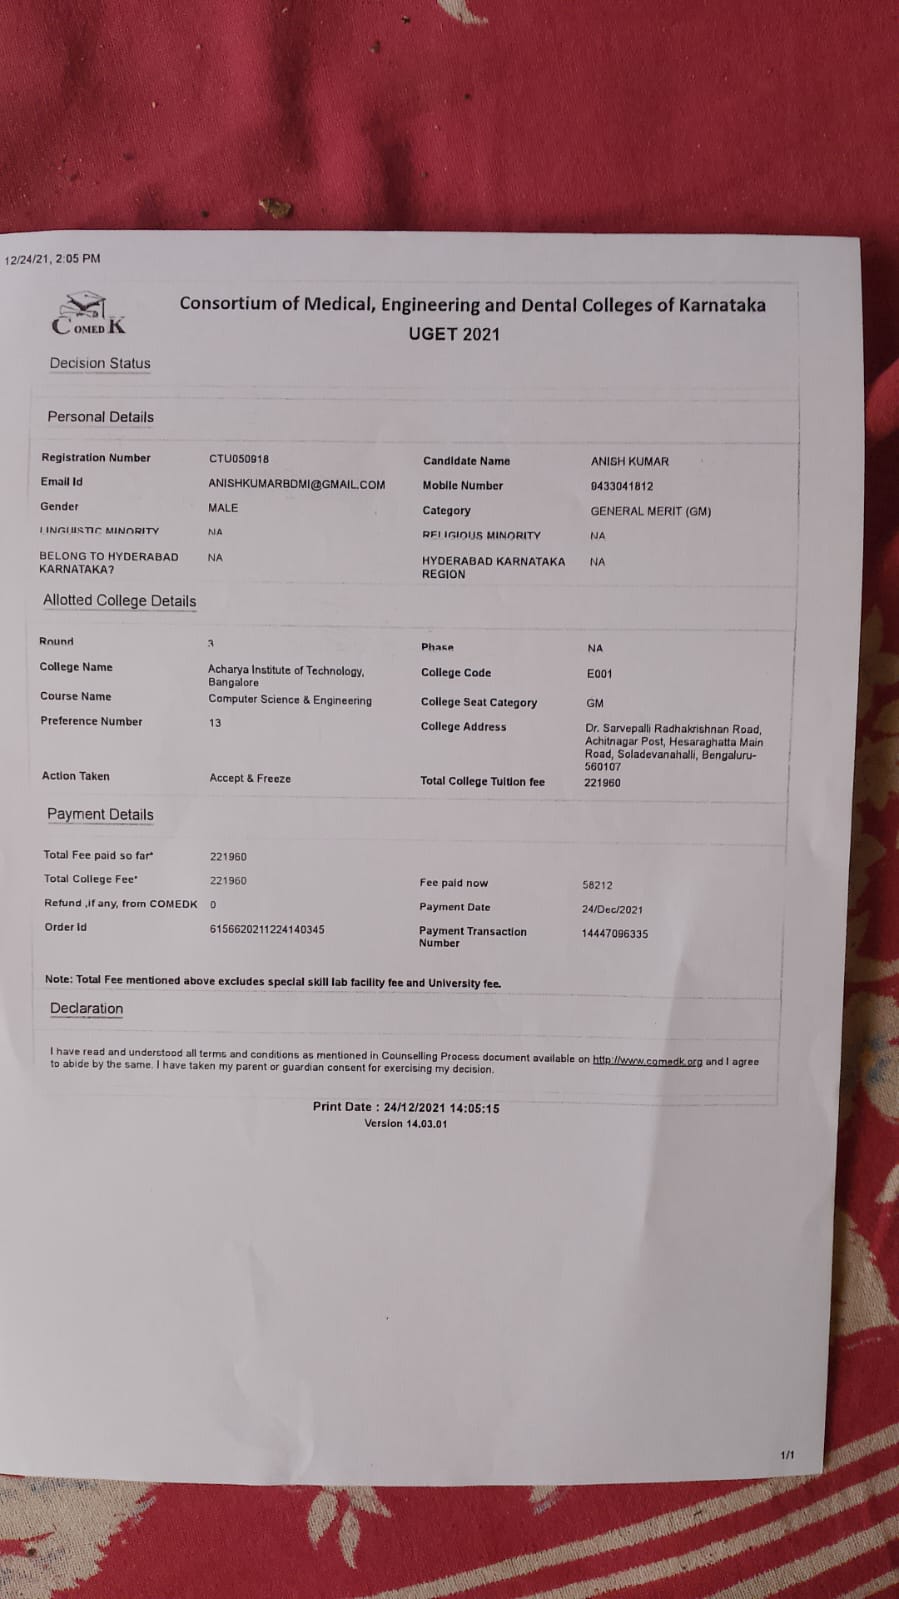 12/24/21, 2:05 PM
COMEDK
Consortium of Medical, Engineering and Dental Colleges of Karnataka
UGET 2021
Decision Status
Personal Details
Registration Number CTU050918 Candidate Name ANISH KUMAR
Email Id ANISHKUMARBDMI@GMAIL.COM Mobile Number 9433041812
Gender MALE Category GENERAL MERIT (GM)
LINGUISTIC MINORITY NA RELIGIOUS MINORITY NA
BELONG TO HYDERABAD NA HYDERABAD KARNATAKA NA
KARNATAKA? REGION
Allotted College Details
Round 3 Phase NA
College Name Acharya Institute of Technology, College Code E001
Bangalore
Course Name Computer Science & Engineering College Seat Category GM
Preference Number 13 College Address Dr. Sarvepalli Radhakrishnan Road,
Achitnagar Post, Hesaraghatta Main
Road, Soladevanahalli, Bengaluru-
560107
Action Taken Accept & Freeze Total College Tuition fee 221960
Payment Details
Total Fee paid so far* 221960
Total College Fee* 221960 Fee paid now 58212
Refund ,if any, from COMEDK 0 Payment Date 24/Dec/2021
Order Id 6156620211224140345 Payment Transaction 14447096335
Number
Note: Total Fee mentioned above excludes special skill lab facility fee and University fee.
Declaration
I have read and understood all terms and conditions as mentioned in Counselling Process document available on http://www.comedk.org and I agree
to abide by the same. I have taken my parent or guardian consent for exercising my decision.
Print Date : 24/12/2021 14:05:15
Version 14.03.01
1/1